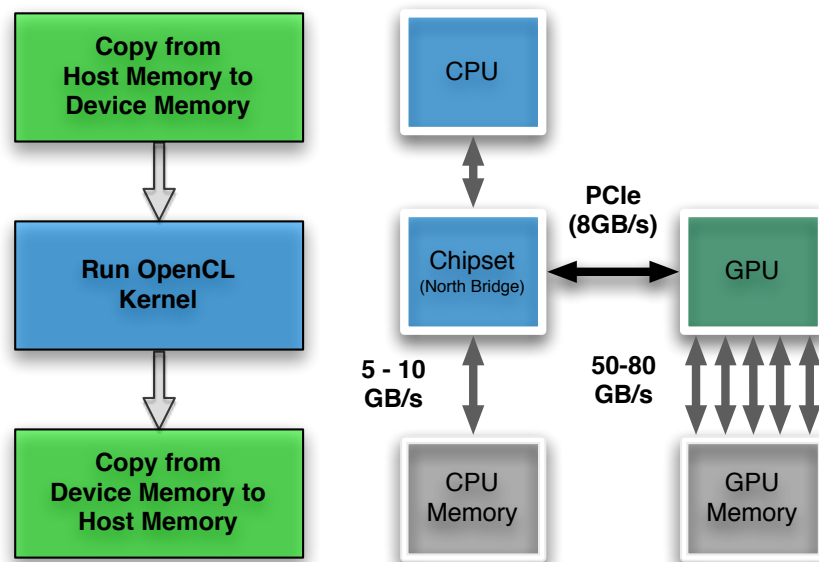 Copy from
Host Memory to
Device Memory
Run OpenCL
Kernel
Copy from
Device Memory to
Host Memory
CPU
PCIe
(8GB/s)
Chipset
(North Bridge)
GPU
5 - 10
GB/s
50-80
GB/s
CPU
Memory
GPU
Memory